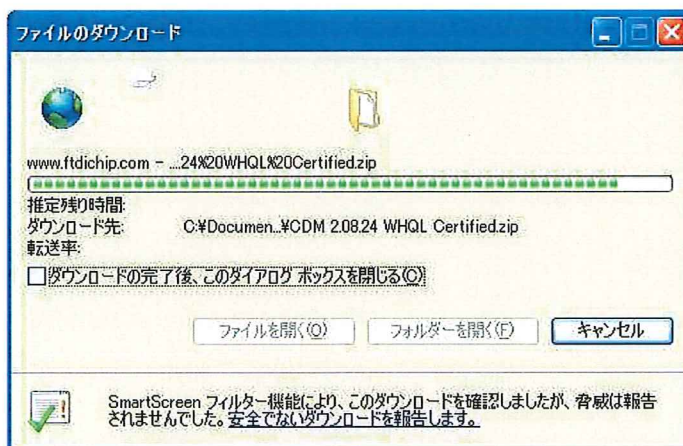 ファイルのダウンロード
www.ftdichip.com - ....24%20WHQL%20Certified.zip
推定残り時間:
ダウンロード先: C:¥Documen...¥CDM 2.08.24 WHQL Certified.zip
転送率:
ダウンロードの完了後、このダイアログ ボックスを閉じる(C)
ファイルを開く(O) フォルダーを開く(F) キャンセル
SmartScreen フィルター機能により、このダウンロードを確認しましたが、脅威は報告
されませんでした。安全でないダウンロードを報告します。